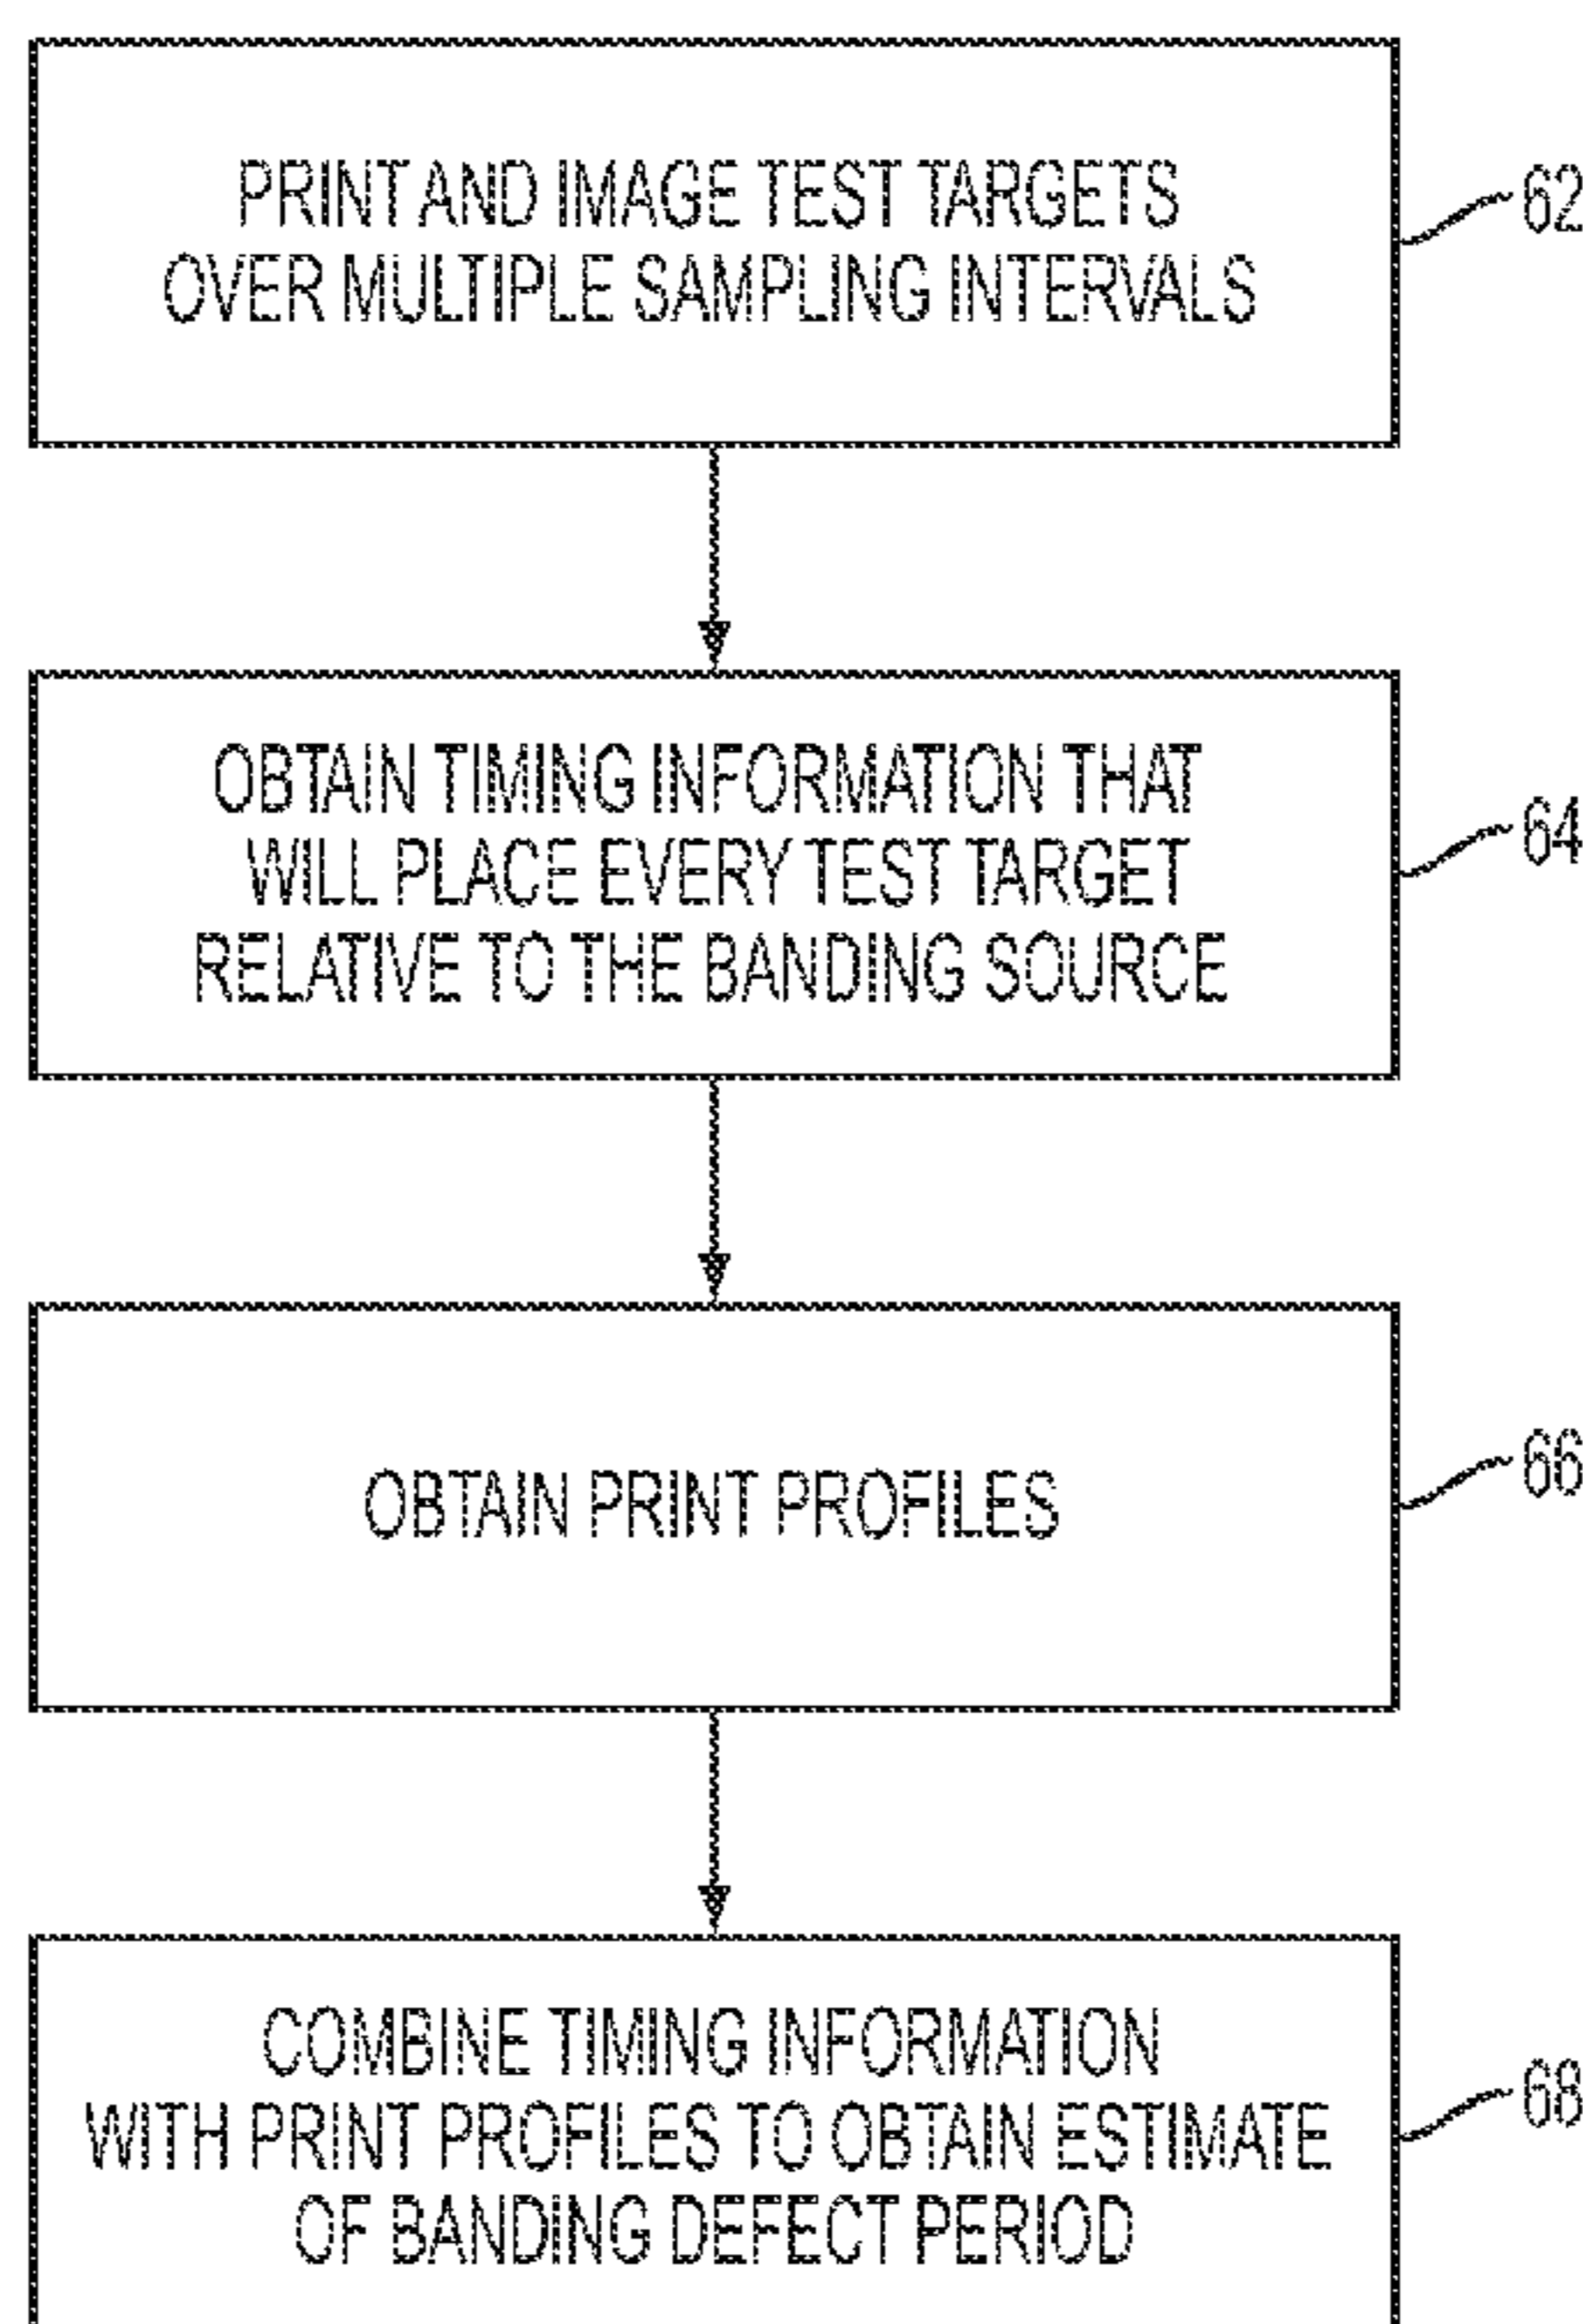 PRINT AND IMAGE TEST TARGETS
OVER MULTIPLE SAMPLING INTERVALS
62
OBTAIN TIMING INFORMATION THAT
WILL PLACE EVERY TEST TARGET
RELATIVE TO THE BANDING SOURCE
64
OBTAIN PRINT PROFILES
66
COMBINE TIMING INFORMATION
WITH PRINT PROFILES TO OBTAIN ESTIMATE
OF BANDING DEFECT PERIOD
68